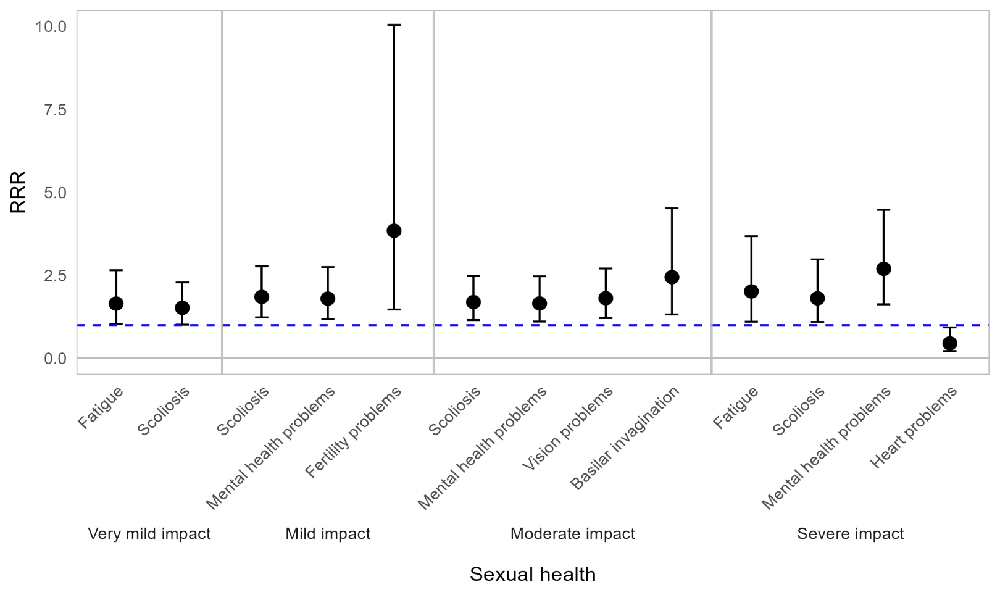 10.0
7.5
5.0
2.5
0.0
RRR
Fatigue
Scoliosis
Scoliosis
Mental health problems
Fertility problems
Scoliosis
Mental health problems
Vision problems
Basilar invagination
Fatigue
Scoliosis
Mental health problems
Heart problems
Very mild impact
Mild impact
Moderate impact
Severe impact
Sexual health